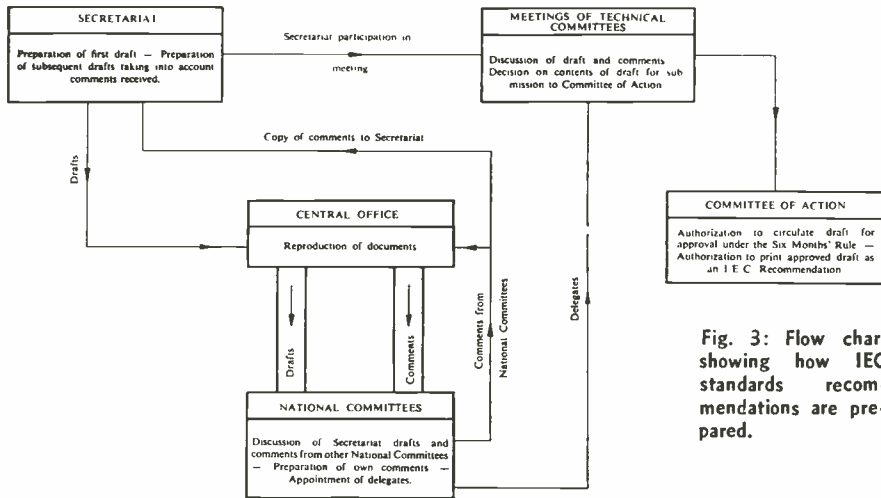 SECRETARIAT
Preparation of first draft — Preparation
of subsequent drafts taking into account
comments received.
Secretariat participation in
meeting
MEETINGS OF TECHNICAL
COMMITTEES
Discussion of draft and comments
Decision on contents of draft for sub
mission to Committee of Action
Drafts
Copy of comments to Secretariat
CENTRAL OFFICE
Reproduction of documents
COMMITTEE OF ACTION
Authorization to circulate draft for
approval under the Six Months' Rule —
Authorization to print approved draft as
an I E C Recommendation
Drafts
Comments
Comments from
National Committees
Delegates
NATIONAL COMMITTEES
Discussion of Secretariat drafts and
comments from other National Committees
— Preparation of own comments —
Appointment of delegates.
Fig. 3: Flow char
showing how IEC
standards recom-
mendations are pre-
pared.